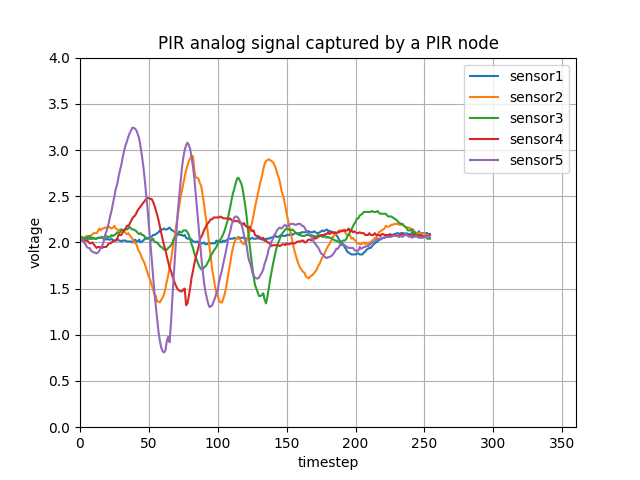 PIR analog signal captured by a PIR node
4.0
3.5
3.0
2.5
2.0
1.5
1.0
0.5
0.0
voltage
sensor1
sensor2
sensor3
sensor4
sensor5
0 50 100 150 200 250 300 350
timestep